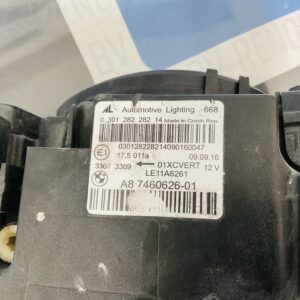 AL Automotive Lighting 668
0 301 282 282 14 Made in Czech Rep.
030128228214090160047
E1 17,5 011a 09.09.16
3307 3309 ← 01XCVERT 12 V
LE11A6261
A8 7460626-01